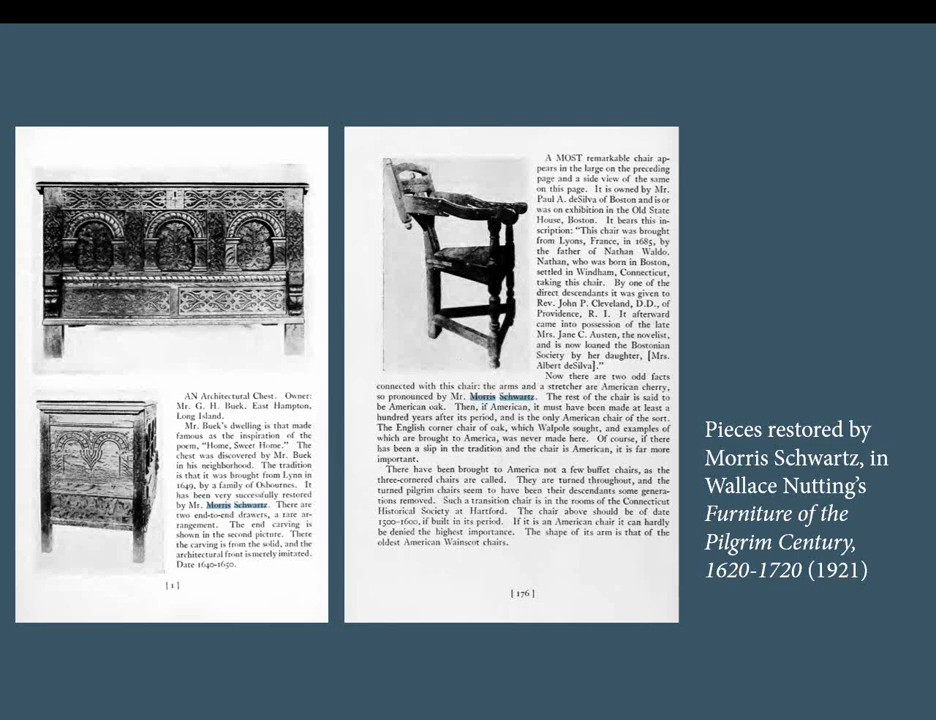 AN Architectural Chest. Owner:
Mr. G. H. Buek, East Hampton,
Long Island.
Mr. Buek's dwelling is that made
famous as the inspiration of the
poem, "Home, Sweet Home." The
chest was discovered by Mr. Buek
in his neighborhood. The tradition
is that it was brought from Lynn in
1649, by a family of Osbournes. It
has been very successfully restored
by Mr. Morris Schwartz. There are
two end-to-end drawers, a rare ar-
rangement. The end carving is
shown in the second picture. There
the carving is from the solid, and the
architectural front is merely imitated.
Date 1640-1650.
[ 1 ]
A MOST remarkable chair ap-
pears in the large on the preceding
page and a side view of the same
on this page. It is owned by Mr.
Paul A. deSilva of Boston and is or
was on exhibition in the Old State
House, Boston. It bears this in-
scription: "This chair was brought
from Lyons, France, in 1685, by
the father of Nathan Waldo.
Nathan, who was born in Boston,
settled in Windham, Connecticut,
taking this chair. By one of the
direct descendants it was given to
Rev. John P. Cleveland, D.D., of
Providence, R. I. It afterward
came into possession of the late
Mrs. Jane C. Austen, the novelist,
and is now loaned the Bostonian
Society by her daughter, [Mrs.
Albert deSilva]."
Now there are two odd facts
connected with this chair: the arms and a stretcher are American cherry,
so pronounced by Mr. Morris Schwartz. The rest of the chair is said to
be American oak. Then, if American, it must have been made at least a
hundred years after its period, and is the only American chair of the sort.
The English corner chair of oak, which Walpole sought, and examples of
which are brought to America, was never made here. Of course, if there
has been a slip in the tradition and the chair is American, it is far more
important.
There have been brought to America not a few buffet chairs, as the
three-cornered chairs are called. They are turned throughout, and the
turned pilgrim chairs seem to have been their descendants some genera-
tions removed. Such a transition chair is in the rooms of the Connecticut
Historical Society at Hartford. The chair above should be of date
1500-1600, if built in its period. If it is an American chair it can hardly
be denied the highest importance. The shape of its arm is that of the
oldest American Wainscot chairs.
[ 176 ]
Pieces restored by
Morris Schwartz, in
Wallace Nutting's
Furniture of the
Pilgrim Century,
1620-1720 (1921)